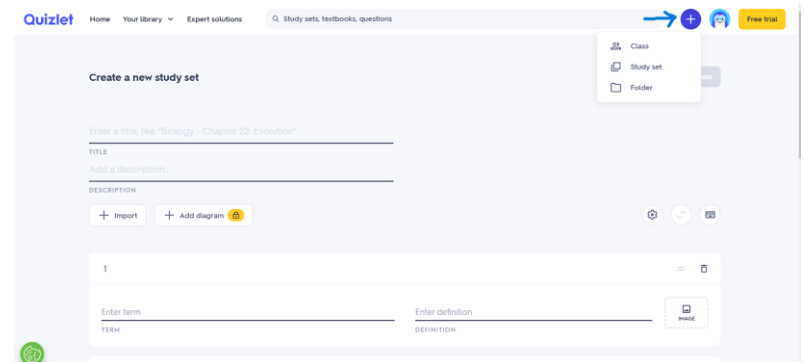 Quizlet
Home Your library Expert solutions Study sets, textbooks, questions Free trial
Class
Study set
Folder
Create a new study set
Enter a title, like "Biology - Chapter 22: Evolution"
TITLE
Add a description...
DESCRIPTION
+ Import + Add diagram
1
Enter term Enter definition
TERM DEFINITION
IMAGE